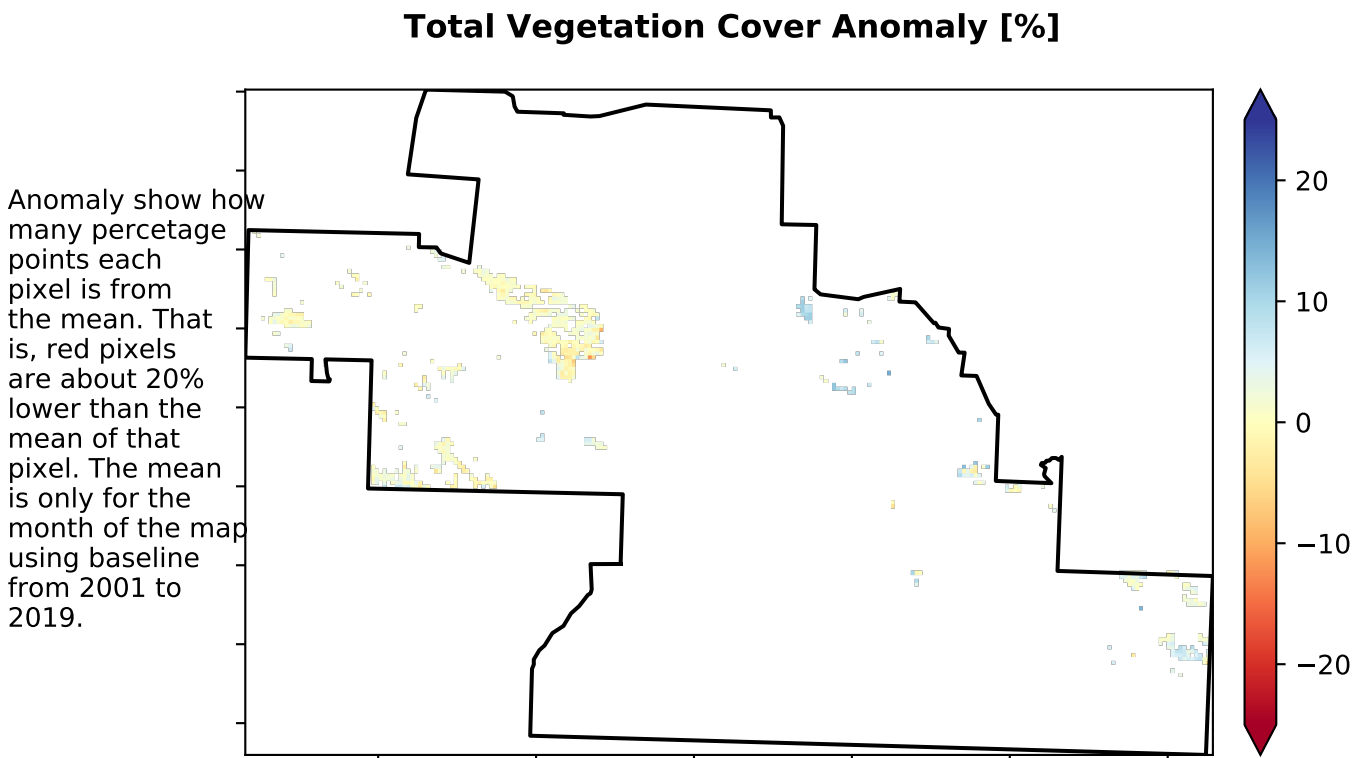 Total Vegetation Cover Anomaly [%]
Anomaly show how
many percetage
points each
pixel is from
the mean. That
is, red pixels
are about 20%
lower than the
mean of that
pixel. The mean
is only for the
month of the map
using baseline
from 2001 to
2019.
20
10
0
−10
−20